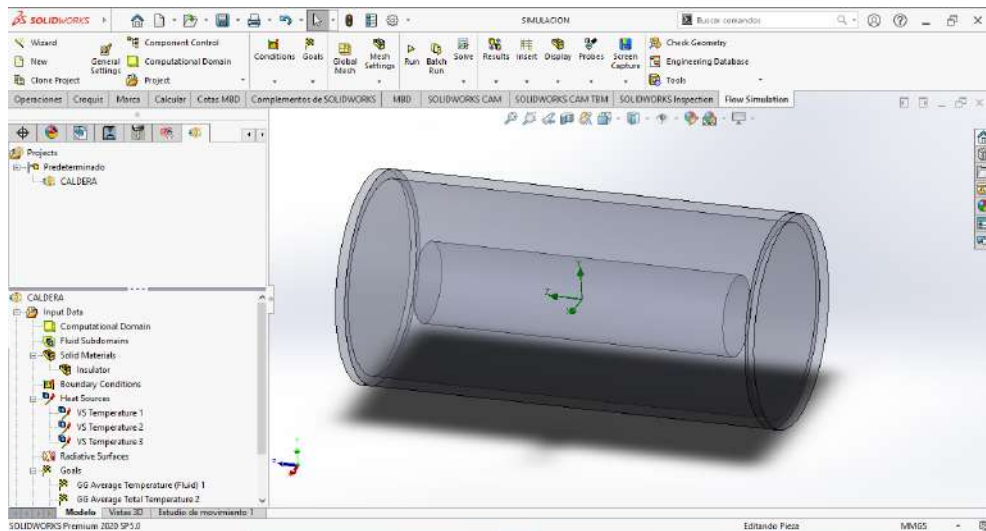 SOLIDWORKS
SIMULACION
Buscar comandos
Wizard
New
Clone Project
General Settings
Component Control
Computational Domain
Project
Conditions
Goals
Global Mesh
Mesh Settings
Run
Batch Run
Solve
Results
Insert
Display
Probes
Screen Capture
Check Geometry
Engineering Database
Tools
Operaciones
Croquis
Marca
Calcular
Cotas MBD
Complementos de SOLIDWORKS
MBD
SOLIDWORKS CAM
SOLIDWORKS CAM TBM
SOLIDWORKS Inspection
Flow Simulation
Projects
Predeterminado
CALDERA
CALDERA
Input Data
Computational Domain
Fluid Subdomains
Solid Materials
Insulator
Boundary Conditions
Heat Sources
VS Temperature 1
VS Temperature 2
VS Temperature 3
Radiative Surfaces
Goals
GG Average Temperature (Fluid) 1
GG Average Total Temperature 2
Modelo
Vistas 3D
Estudio de movimiento 1
SOLIDWORKS Premium 2020 SP5.0
Editando Pieza
MMGS